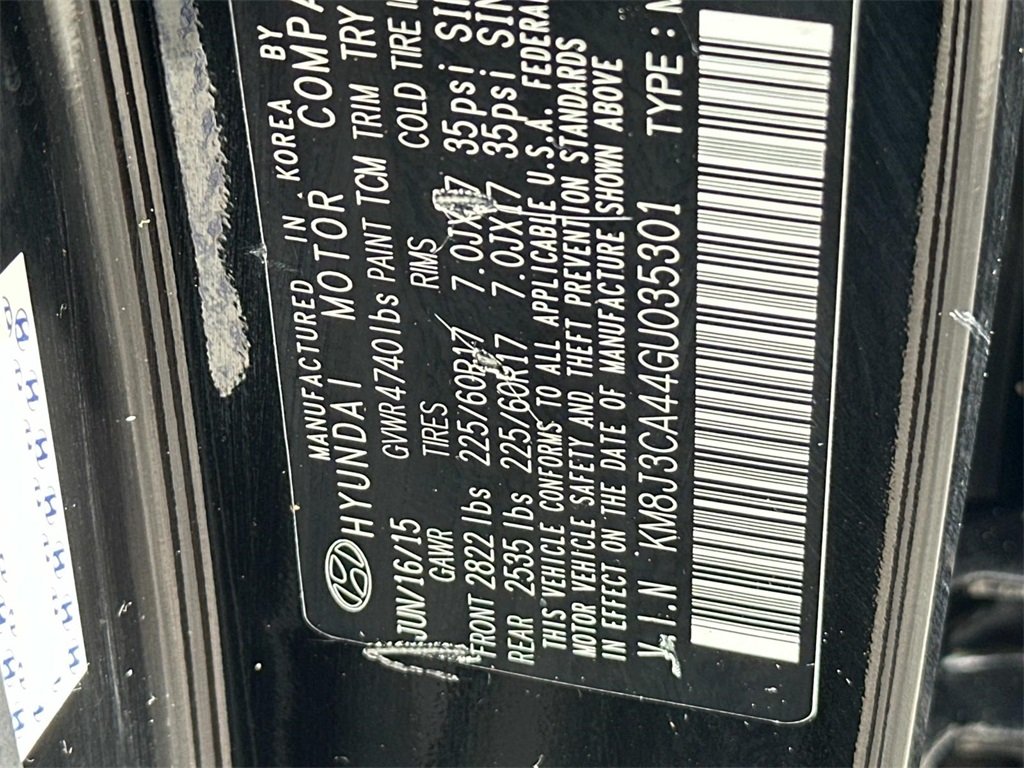 MANUFACTURED IN KOREA BY
HYUNDAI MOTOR COMPA
JUN/16/15 GVWR4740lbs PAINT TCM TRIM TRY
GAWR TIRES RIMS COLD TIRE
FRONT 2822 lbs 225/60R17 7.0JX17 35psi
REAR 2535 lbs 225/60R17 7.0JX17 35psi SIN
THIS VEHICLE CONFORMS TO ALL APPLICABLE U.S.A. FEDERAL
MOTOR VEHICLE SAFETY AND THEFT PREVENTION STANDARDS
IN EFFECT ON THE DATE OF MANUFACTURE SHOWN ABOVE
V.I.N KM8J3CA44GU035301 TYPE :